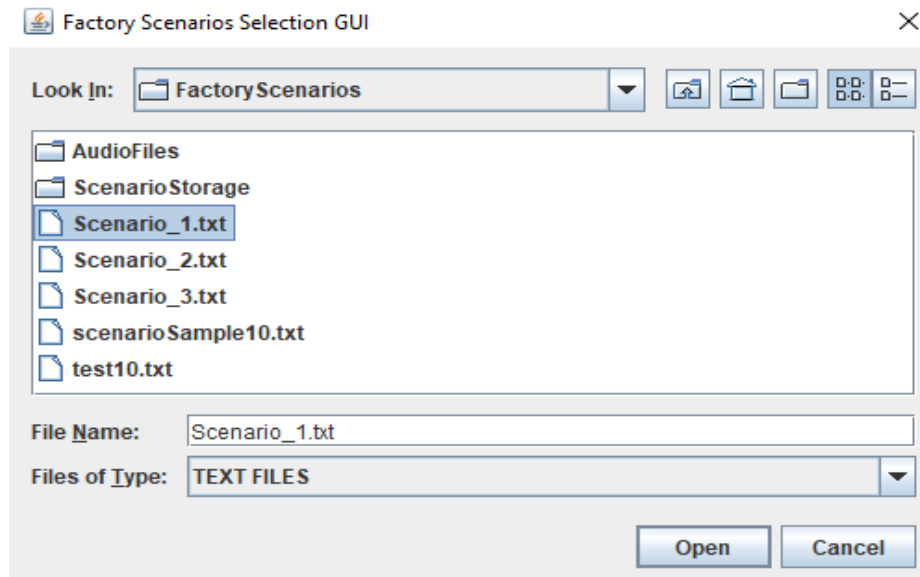 Factory Scenarios Selection GUI
Look In: FactoryScenarios
AudioFiles
ScenarioStorage
Scenario_1.txt
Scenario_2.txt
Scenario_3.txt
scenarioSample10.txt
test10.txt
File Name: Scenario_1.txt
Files of Type: TEXT FILES
Open Cancel